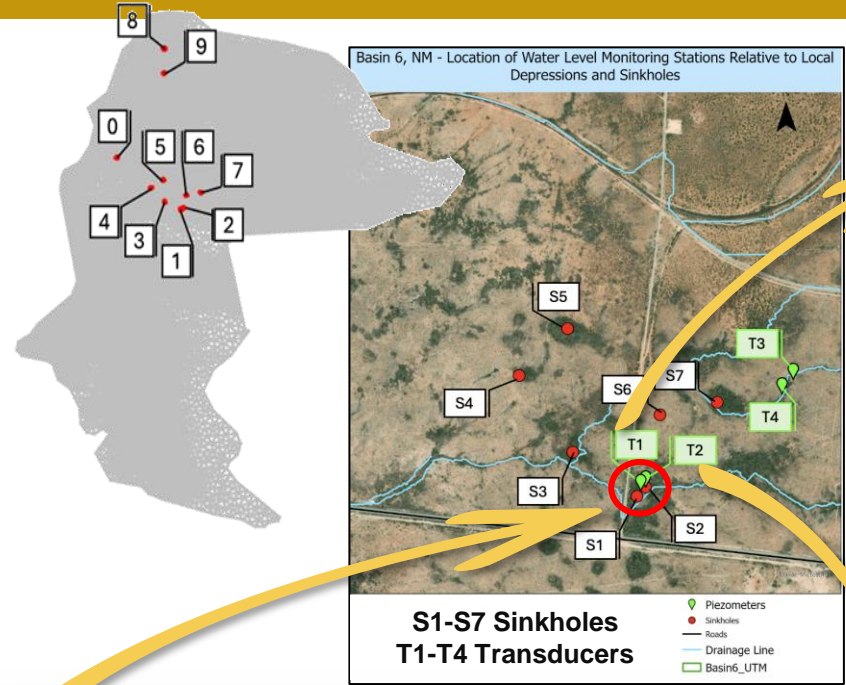 8
9
0
5
6
7
4
3
1
2
Basin 6, NM - Location of Water Level Monitoring Stations Relative to Local
Depressions and Sinkholes
S5
T3
S4
S6
S7
T4
T1
T2
S3
S2
S1
S1-S7 Sinkholes
T1-T4 Transducers
Piezometers
Sinkholes
Roads
Drainage Line
Basin6_UTM